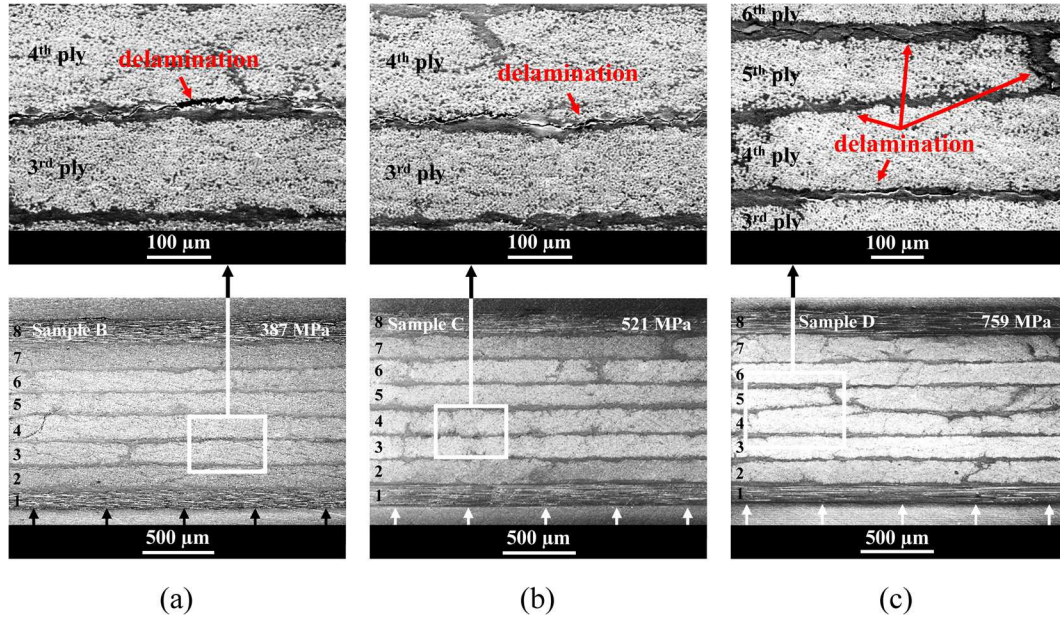 4th ply
delamination
3rd ply
100 μm
4th ply
delamination
3rd ply
100 μm
6th ply
5th ply
delamination
4th ply
3rd ply
100 μm
8
Sample B
387 MPa
7
6
5
4
3
2
1
500 μm
8
Sample C
521 MPa
7
6
5
4
3
2
1
500 μm
8
Sample D
759 MPa
7
6
5
4
3
2
1
500 μm
(a)
(b)
(c)